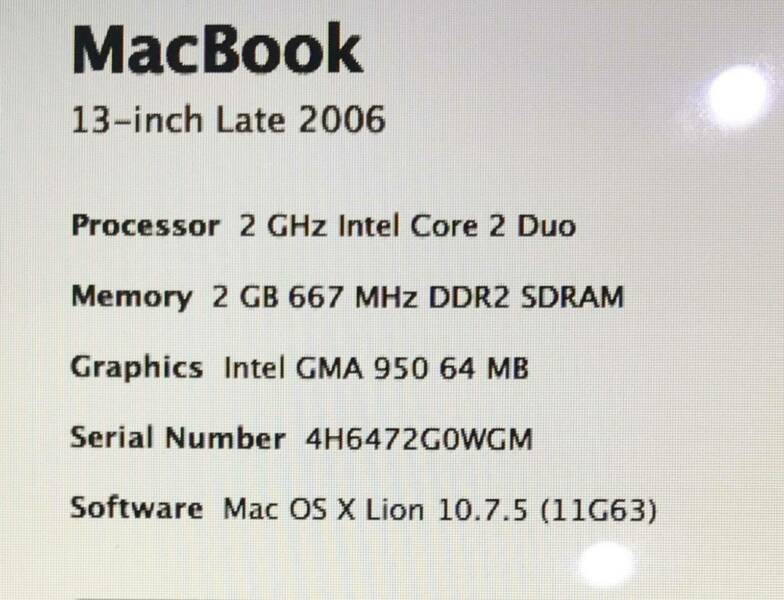 MacBook
13-inch Late 2006
Processor 2 GHz Intel Core 2 Duo
Memory 2 GB 667 MHz DDR2 SDRAM
Graphics Intel GMA 950 64 MB
Serial Number 4H6472G0WGM
Software Mac OS X Lion 10.7.5 (11G63)